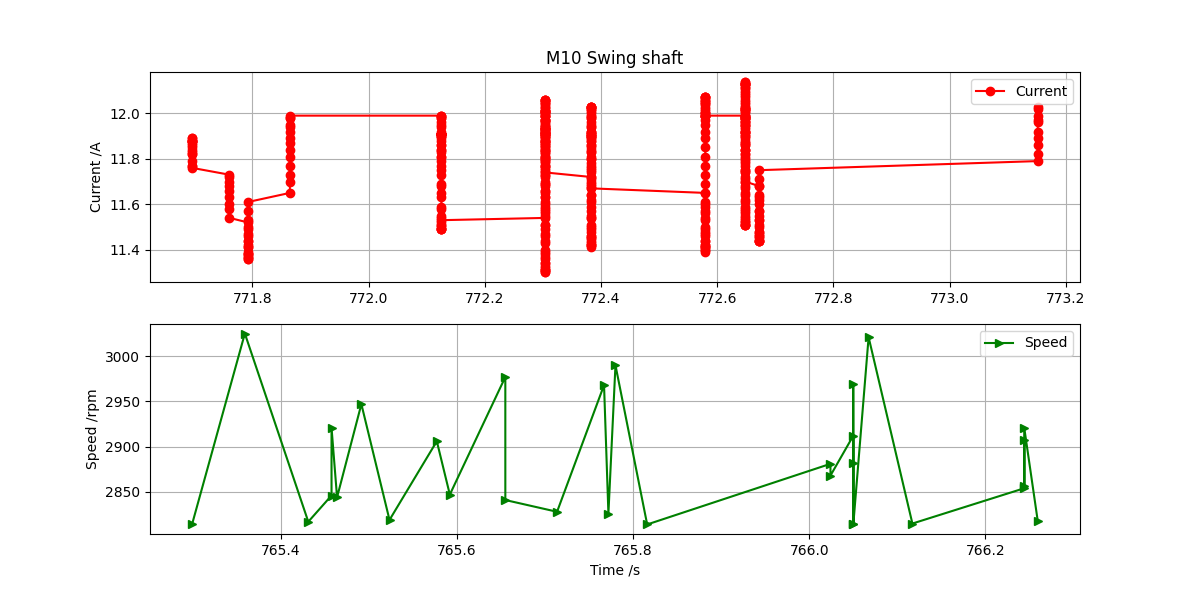 M10 Swing shaft
Current /A
12.0
11.8
11.6
11.4
Current
771.8 772.0 772.2 772.4 772.6 772.8 773.0 773.2
Speed /rpm
3000
2950
2900
2850
Speed
765.4 765.6 765.8 766.0 766.2
Time /s